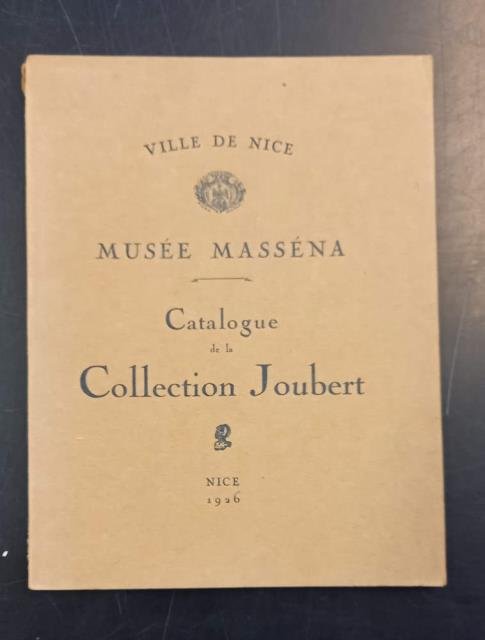 VILLE DE NICE
MUSÉE MASSÉNA
Catalogue
de la
Collection Joubert
NICE
1926